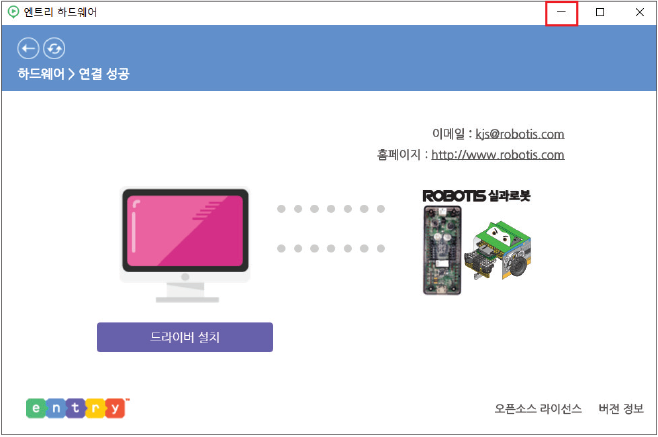 엔트리 하드웨어
하드웨어 > 연결 성공
이메일 : kjs@robotis.com
홈페이지 : http://www.robotis.com
ROBOTIS 실과로봇
드라이버 설치
entry™
오픈소스 라이선스 버전 정보